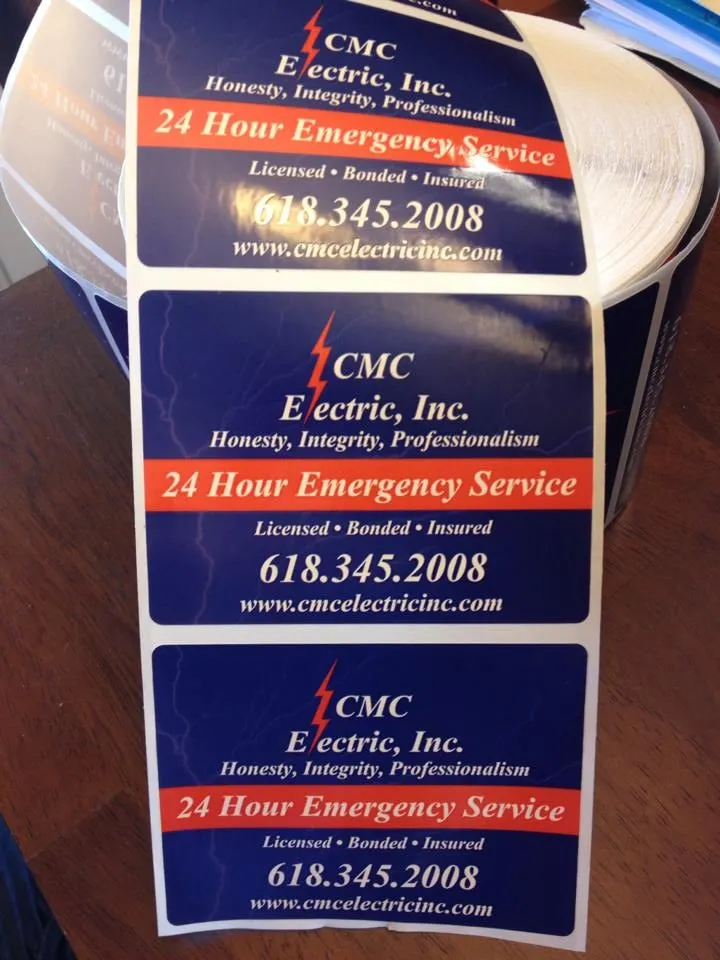 .com
CMC
Electric, Inc.
Honesty, Integrity, Professionalism
24 Hour Emergency Service
Licensed • Bonded • Insured
618.345.2008
www.cmcelectricinc.com
CMC
Electric, Inc.
Honesty, Integrity, Professionalism
24 Hour Emergency Service
Licensed • Bonded • Insured
618.345.2008
www.cmcelectricinc.com
CMC
Electric, Inc.
Honesty, Integrity, Professionalism
24 Hour Emergency Service
Licensed • Bonded • Insured
618.345.2008
www.cmcelectricinc.com